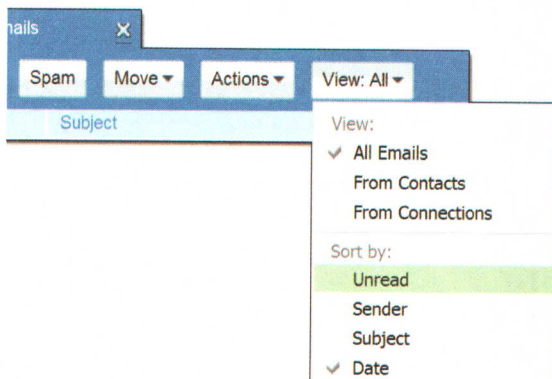 nails X
Spam Move Actions View: All
Subject
View:
All Emails
From Contacts
From Connections
Sort by:
Unread
Sender
Subject
Date